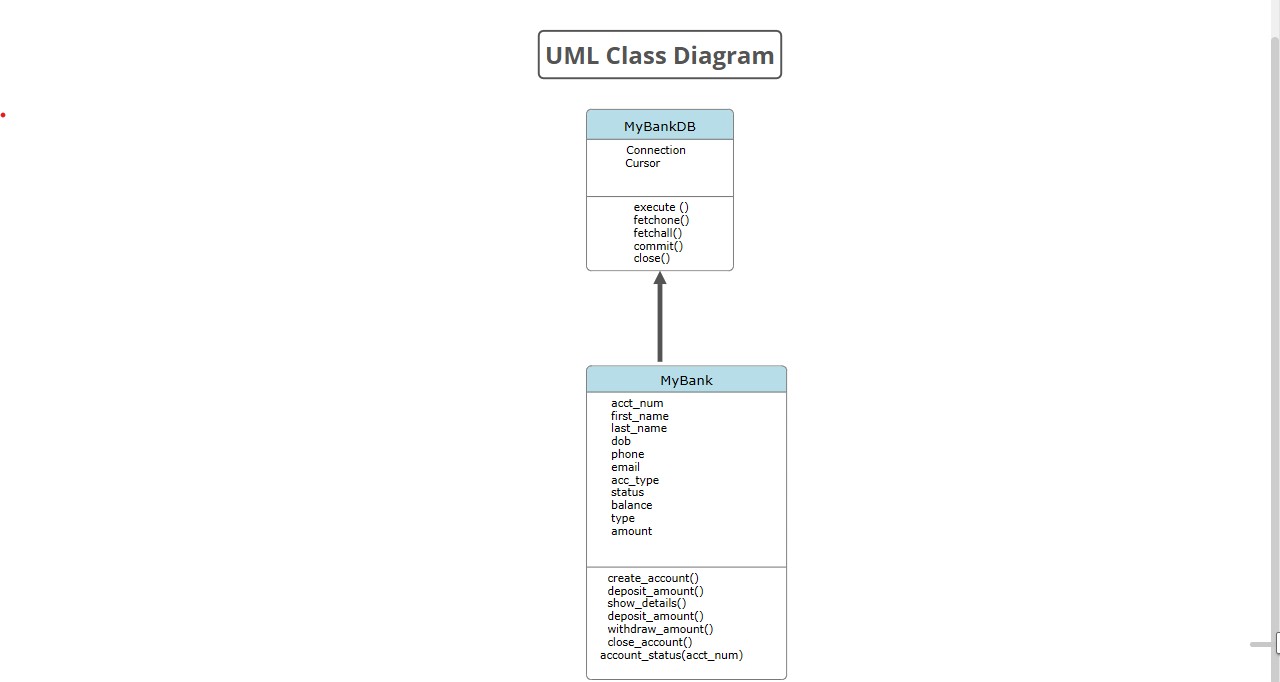 UML Class Diagram
MyBankDB
Connection
Cursor
execute ()
fetchone()
fetchall()
commit()
close()
MyBank
acct_num
first_name
last_name
dob
phone
email
acc_type
status
balance
type
amount
create_account()
deposit_amount()
show_details()
deposit_amount()
withdraw_amount()
close_account()
account_status(acct_num)